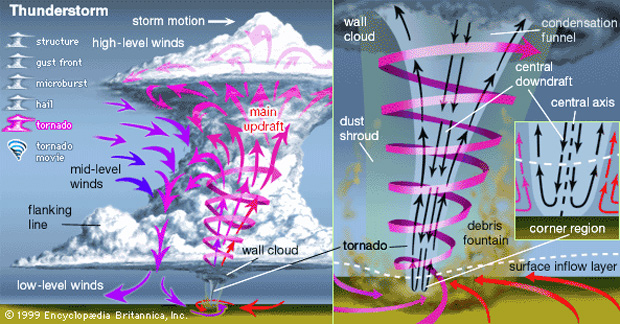 Thunderstorm
storm motion
high-level winds
structure
gust front
microburst
hail
tornado
tornado
movie
main
updraft
mid-level
winds
flanking
line
wall cloud
low-level winds
© 1999 Encyclopædia Britannica, Inc.
wall
cloud
condensation
funnel
central
downdraft
central axis
dust
shroud
debris
fountain
tornado
corner region
surface inflow layer